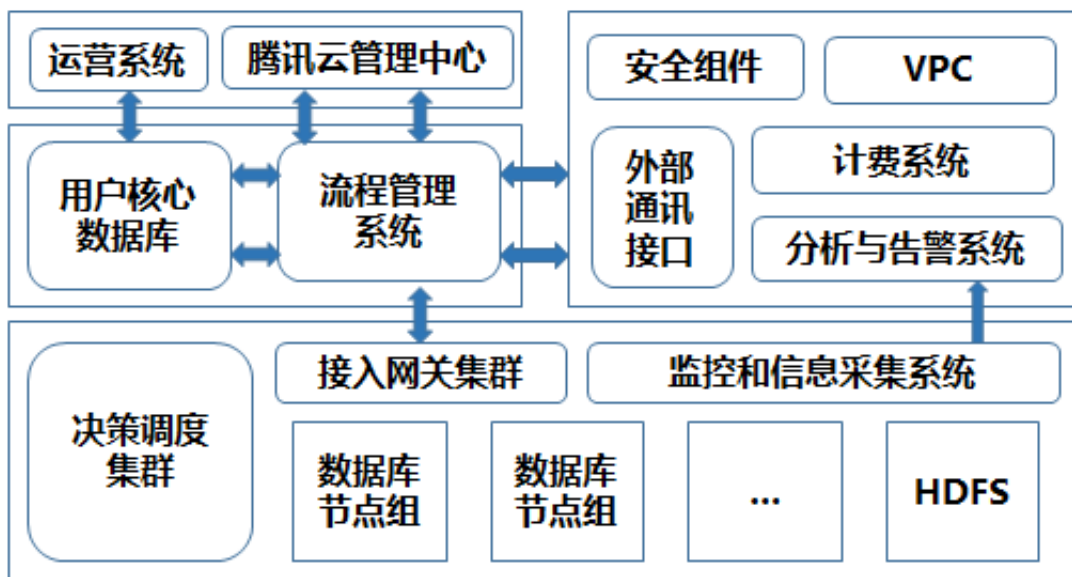 运营系统
腾讯云管理中心
安全组件
VPC
用户核心
数据库
流程管理
系统
外部
通讯
接口
计费系统
分析与告警系统
决策调度
集群
接入网关集群
监控和信息采集系统
数据库
节点组
数据库
节点组
...
HDFS